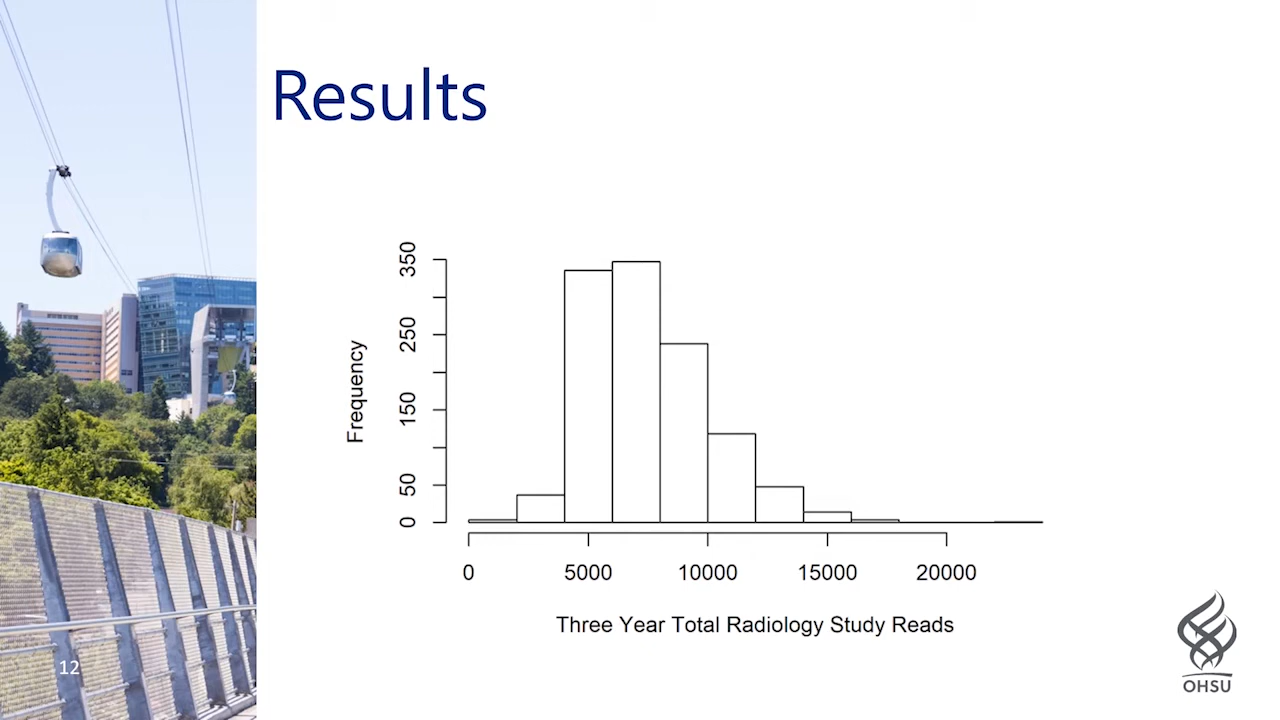 Results
350
250
150
50
0
Frequency
0 5000 10000 15000 20000
Three Year Total Radiology Study Reads
12
OHSU